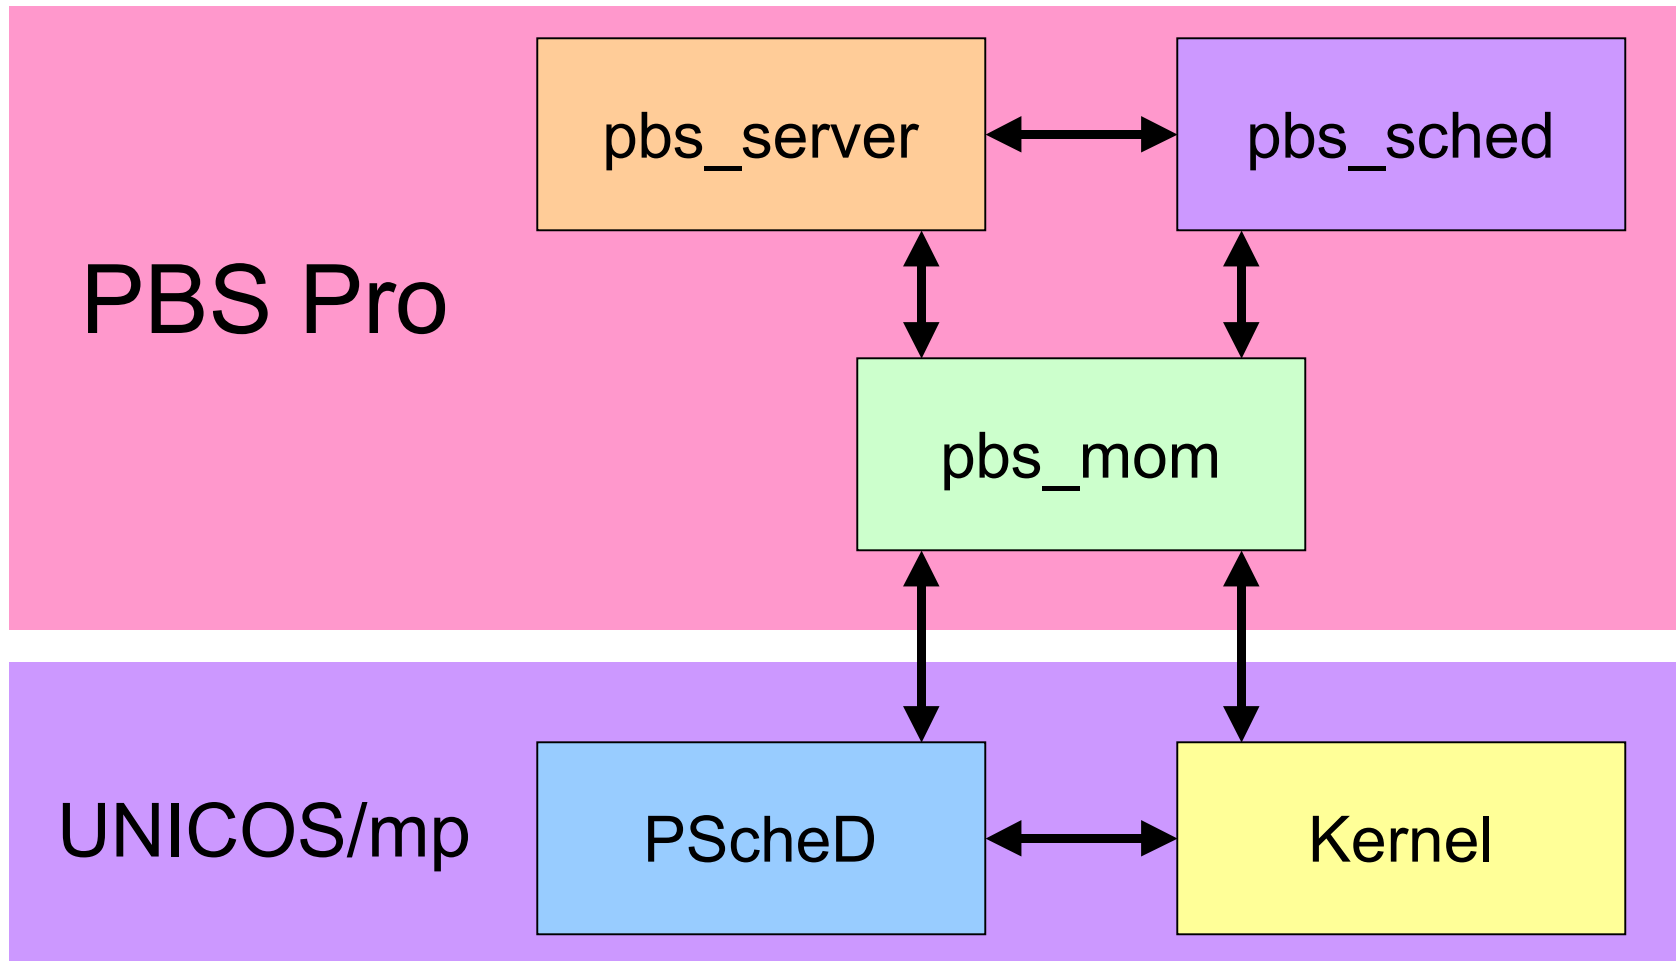 pbs_server
pbs_sched
PBS Pro
pbs_mom
UNICOS/mp
PScheD
Kernel